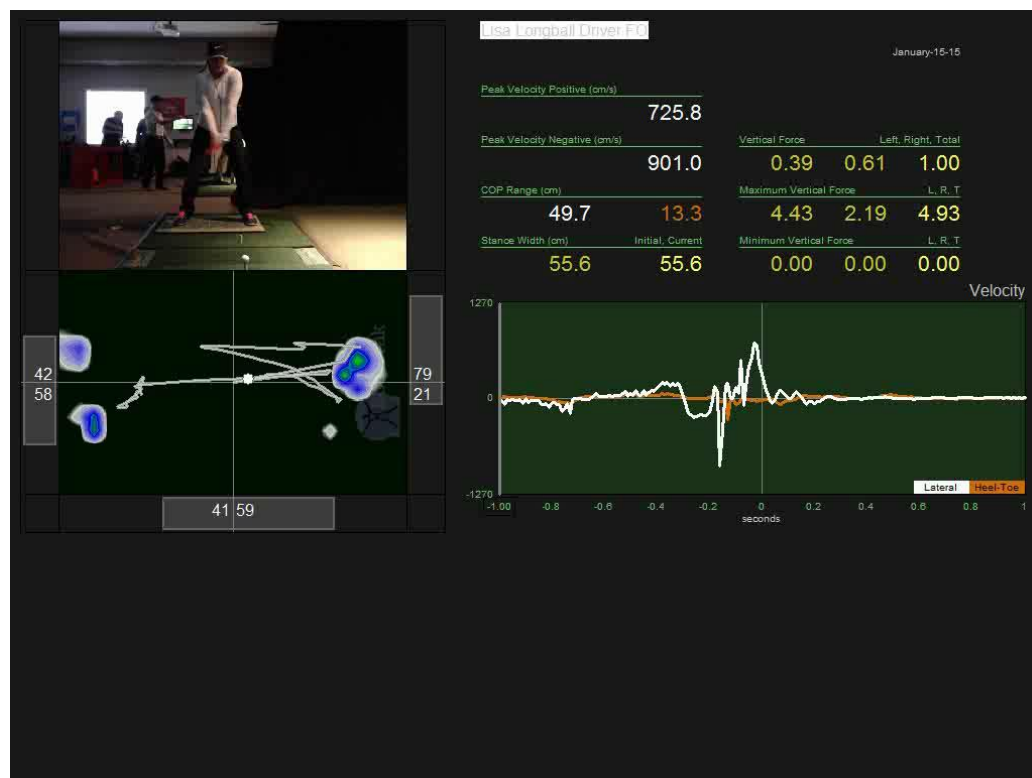 Lisa Longball Driver FO
January-15-15
Peak Velocity Positive (cm/s)
725.8
Peak Velocity Negative (cm/s)
901.0
Vertical Force Left, Right, Total
0.39 0.61 1.00
COP Range (cm)
49.7 13.3
Maximum Vertical Force L, R, T
4.43 2.19 4.93
Stance Width (cm) Initial, Current
55.6 55.6
Minimum Vertical Force L, R, T
0.00 0.00 0.00
42
58
79
21
41 59
Velocity
1270
0
-1270
Lateral Heel-Toe
-1.00 -0.8 -0.6 -0.4 -0.2 0 0.2 0.4 0.6 0.8 1
seconds